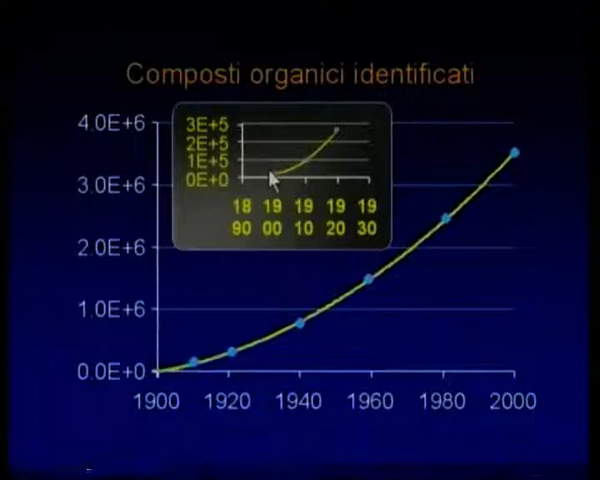 Composti organici identificati
4.0E+6
3.0E+6
2.0E+6
1.0E+6
0.0E+0
1900 1920 1940 1960 1980 2000
3E+5
2E+5
1E+5
0E+0
18 19 19 19 19
90 00 10 20 30